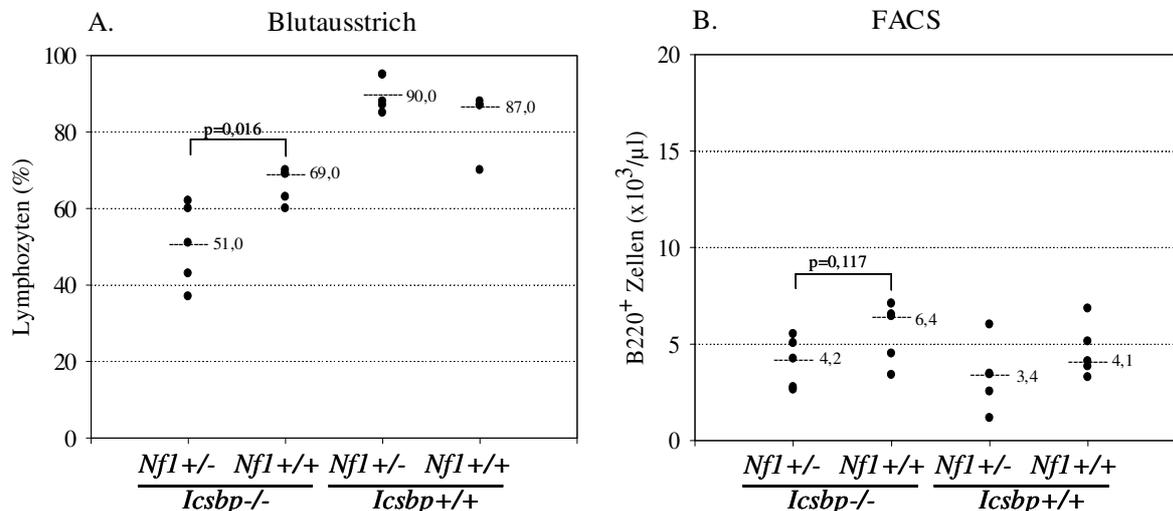 A. Blutausstrich
Lymphozyten (%)
100
80
60
40
20
0
p=0,016
51,0
69,0
90,0
87,0
Nf1+/- Nf1+/+ Nf1+/- Nf1+/+
Icsbp-/- Icsbp+/+
B. FACS
B220⁺ Zellen (x10³/µl)
20
15
10
5
0
p=0,117
4,2
6,4
3,4
4,1
Nf1+/- Nf1+/+ Nf1+/- Nf1+/+
Icsbp-/- Icsbp+/+